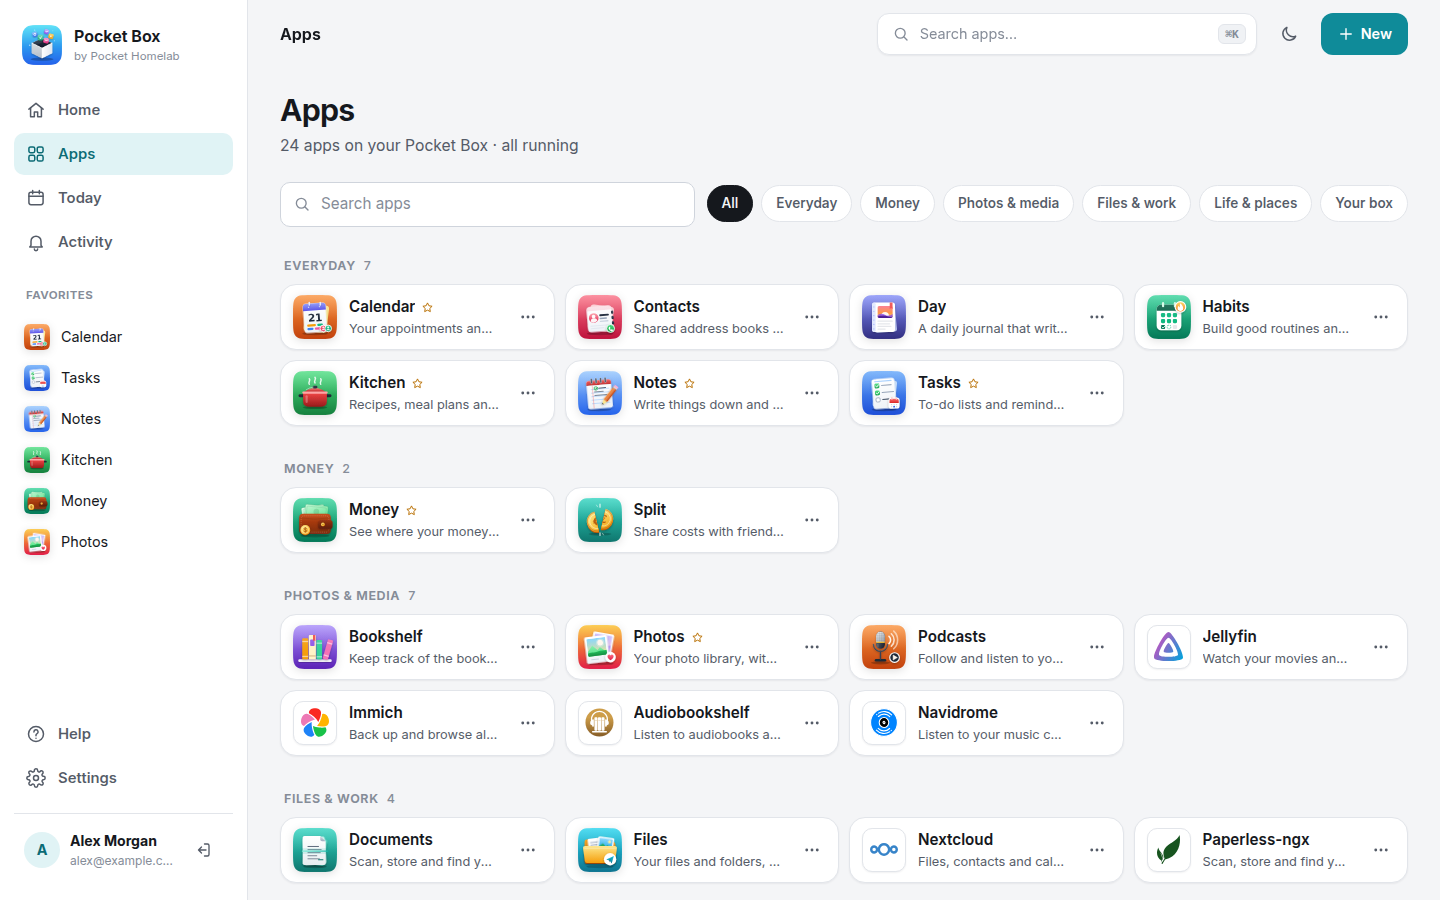 Pocket Box
by Pocket Homelab
Home
Apps
Today
Activity
FAVORITES
Calendar
Tasks
Notes
Kitchen
Money
Photos
Help
Settings
A
Alex Morgan
alex@example.c...
Apps
Search apps...
⌘K
New
Apps
24 apps on your Pocket Box · all running
Search apps
All
Everyday
Money
Photos & media
Files & work
Life & places
Your box
EVERYDAY 7
Calendar
Your appointments an...
Contacts
Shared address books ...
Day
A daily journal that writ...
Habits
Build good routines an...
Kitchen
Recipes, meal plans an...
Notes
Write things down and ...
Tasks
To-do lists and remind...
MONEY 2
Money
See where your money...
Split
Share costs with friend...
PHOTOS & MEDIA 7
Bookshelf
Keep track of the book...
Photos
Your photo library, wit...
Podcasts
Follow and listen to yo...
Jellyfin
Watch your movies an...
Immich
Back up and browse al...
Audiobookshelf
Listen to audiobooks a...
Navidrome
Listen to your music c...
FILES & WORK 4
Documents
Scan, store and find y...
Files
Your files and folders, ...
Nextcloud
Files, contacts and cal...
Paperless-ngx
Scan, store and find y...